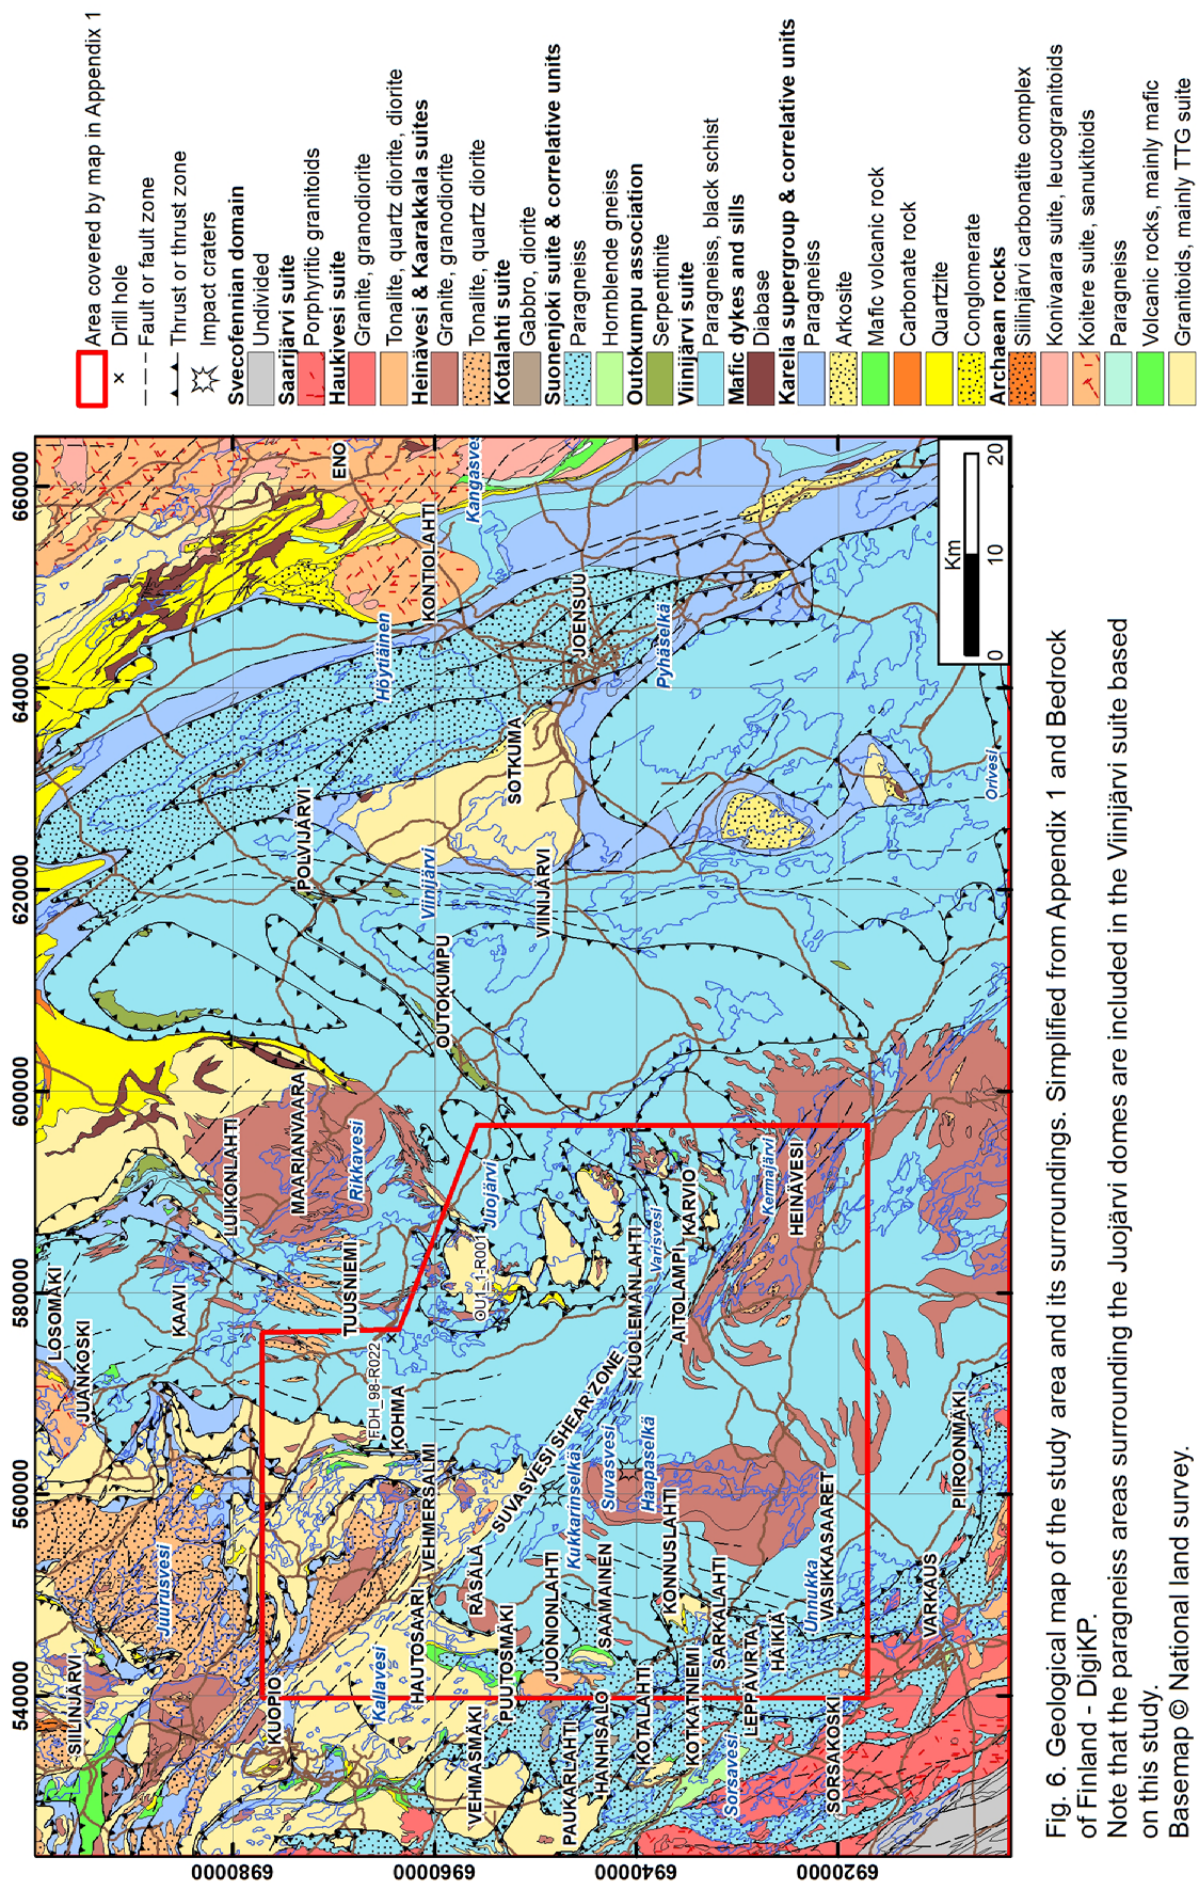 660000
640000
620000
600000
580000
560000
540000
6980000
6960000
6940000
6920000
ENO
KONTIOLAHTI
Kangasves
Höytiäinen
JOENSUU
Pyhäselkä
SOTKUMA
POLVIJÄRVI
Viinijärvi
VIINIJÄRVI
OUTOKUMPU
Orivesi
LUIKONLAHTI
MAARIANVAARA
Rikkavesi
Juojärvi
OU1_1-R0001
KARVIO
Kermajärvi
HEINÄVESI
LOSOMÄKI
JUANKOSKI
KAAVI
TUUSNIEMI
FDH_98-R022
KOHMA
KUOLEMANLAHTI
Varisvesi
AITOLAMPI
SUVASVESI SHEAR ZONE
Kukkarinselkä
Suvasvesi
Haapaselkä
VEHMERSALMI
Juurusvesi
RÄSÄLÄ
JUONIONLAHTI
SAAMAINEN
KONNUSLAHTI
VASIKKASAARET
PIIROONMÄKI
SIILINJÄRVI
KUOPIO
Kallavesi
HAUTOSAARI
PUUTOSMÄKI
VEHMASMÄKI
PAUKARLAHTI
HANHISALO
KOTALAHTI
KOTKATNIEMI
SARKALAHTI
LEPPÄVIRTA
HÄIKIÄ
Unnukka
VARKAUS
Sorsavesi
SORSAKOSKI
Km
0 10 20
Area covered by map in Appendix 1
Drill hole
Fault or fault zone
Thrust or thrust zone
Impact craters
Svecofennian domain
Undivided
Saarijärvi suite
Porphyritic granitoids
Haukivesi suite
Granite, granodiorite
Tonalite, quartz diorite, diorite
Heinävesi & Kaarakkala suites
Granite, granodiorite
Tonalite, quartz diorite
Kotalahti suite
Gabbro, diorite
Suonenjoki suite & correlative units
Paragneiss
Hornblende gneiss
Outokumpu association
Serpentinite
Viinijärvi suite
Paragneiss, black schist
Mafic dykes and sills
Diabase
Karelia supergroup & correlative units
Paragneiss
Arkosite
Mafic volcanic rock
Carbonate rock
Quartzite
Conglomerate
Archaean rocks
Siilinjärvi carbonatite complex
Konivaara suite, leucogranitoids
Koitere suite, sanukitoids
Paragneiss
Volcanic rocks, mainly mafic
Granitoids, mainly TTG suite
Fig. 6. Geological map of the study area and its surroundings. Simplified from Appendix 1 and Bedrock
of Finland - DigiKP.
Note that the paragneiss areas surrounding the Juojärvi domes are included in the Viinijärvi suite based
on this study.
Basemap © National land survey.